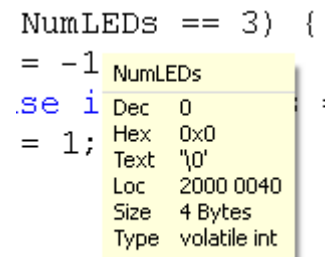 NumLEDs == 3) {
= -1
se i =
= 1;
NumLEDs
Dec 0
Hex 0x0
Text '\0'
Loc 2000 0040
Size 4 Bytes
Type volatile int